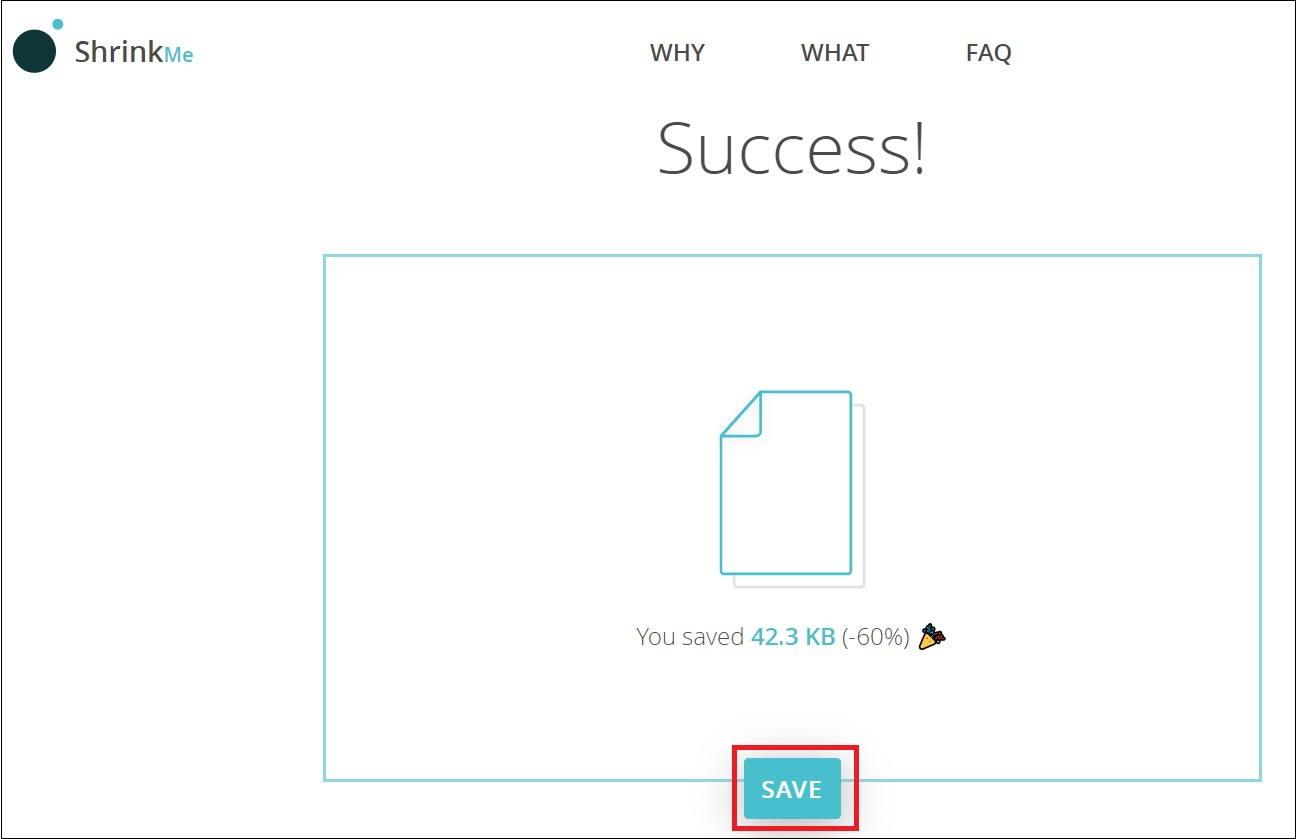 ShrinkMe WHY WHAT FAQ
Success!
You saved 42.3 KB (-60%) 🎉
SAVE